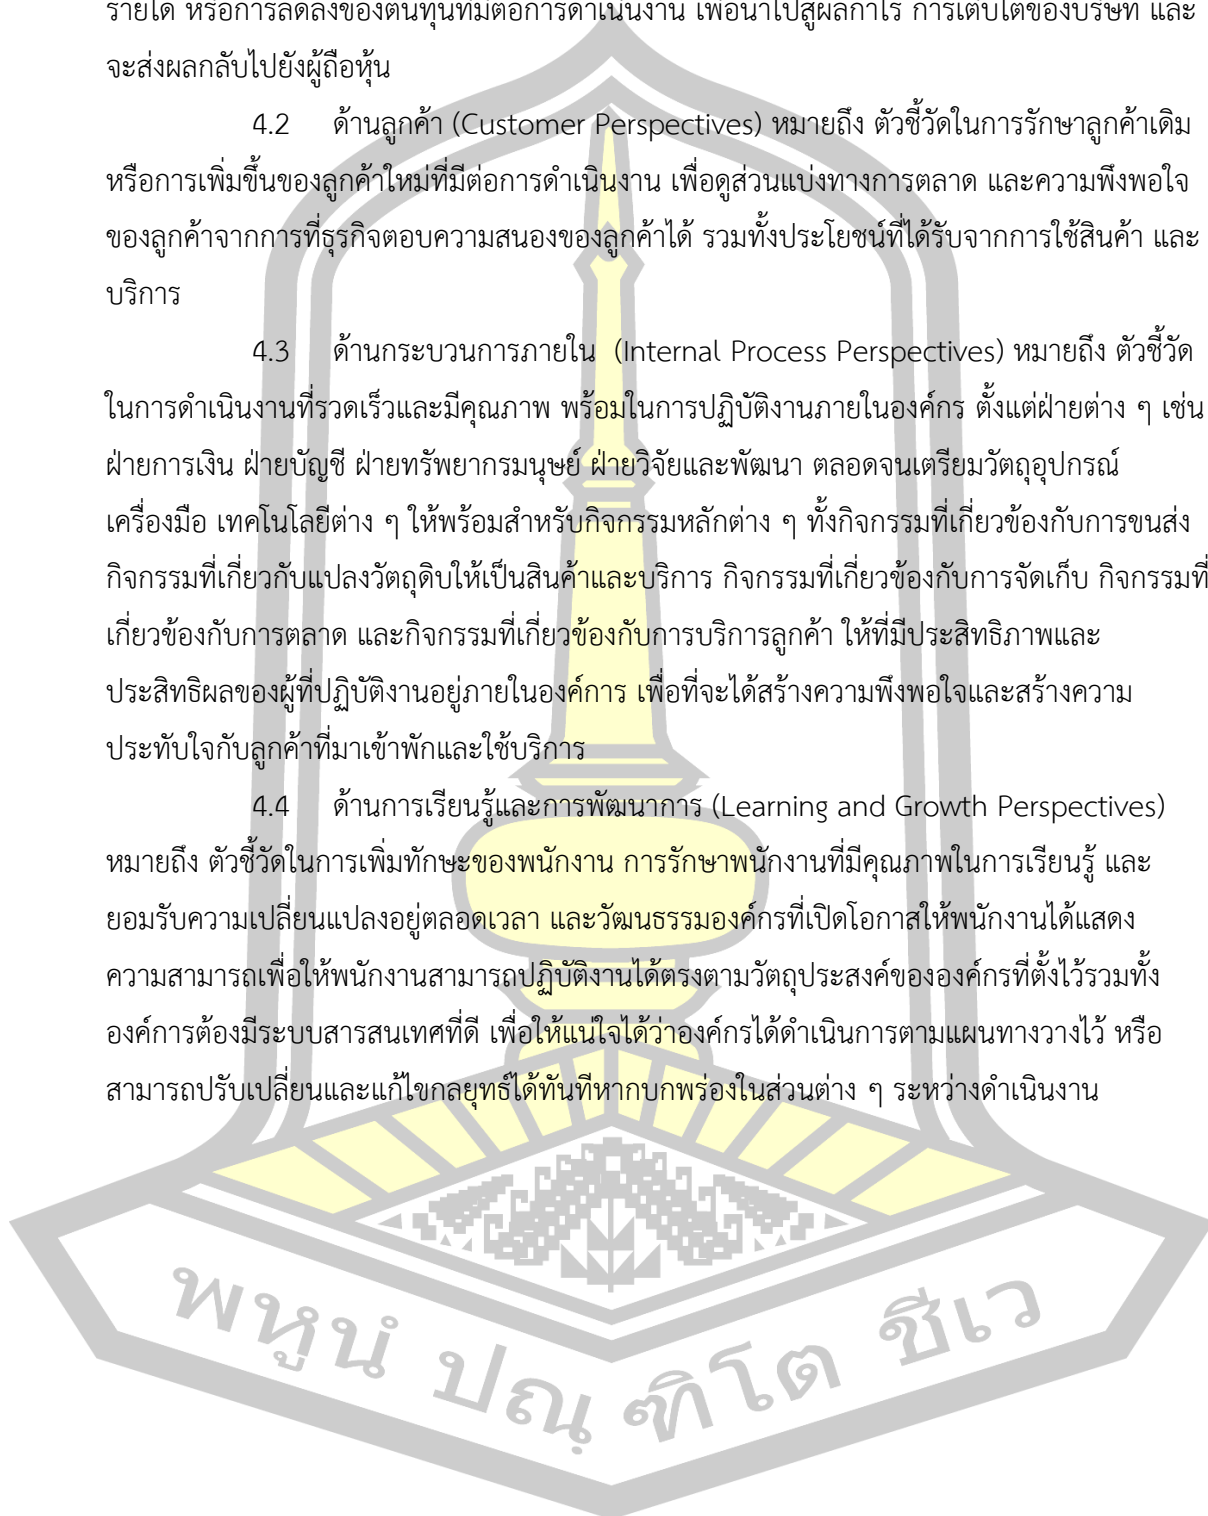 รายได้ หรือการลดลงของต้นทุนที่มีต่อการดำเนินงาน เพื่อนำไปสู่ผลกำไร การเติบโตของบริษัท และ
จะส่งผลกลับไปยังผู้ถือหุ้น
4.2 ด้านลูกค้า (Customer Perspectives) หมายถึง ตัวชี้วัดในการรักษาลูกค้าเดิม
หรือการเพิ่มขึ้นของลูกค้าใหม่ที่มีต่อการดำเนินงาน เพื่อดูส่วนแบ่งทางการตลาด และความพึงพอใจ
ของลูกค้าจากการที่ธุรกิจตอบความสนองของลูกค้าได้ รวมทั้งประโยชน์ที่ได้รับจากการใช้สินค้า และ
บริการ
4.3 ด้านกระบวนการภายใน (Internal Process Perspectives) หมายถึง ตัวชี้วัด
ในการดำเนินงานที่รวดเร็วและมีคุณภาพ พร้อมในการปฏิบัติงานภายในองค์กร ตั้งแต่ฝ่ายต่าง ๆ เช่น
ฝ่ายการเงิน ฝ่ายบัญชี ฝ่ายทรัพยากรมนุษย์ ฝ่ายวิจัยและพัฒนา ตลอดจนเตรียมวัตถุอุปกรณ์
เครื่องมือ เทคโนโลยีต่าง ๆ ให้พร้อมสำหรับกิจกรรมหลักต่าง ๆ ทั้งกิจกรรมที่เกี่ยวข้องกับการขนส่ง
กิจกรรมที่เกี่ยวกับแปลงวัตถุดิบให้เป็นสินค้าและบริการ กิจกรรมที่เกี่ยวข้องกับการจัดเก็บ กิจกรรมที่
เกี่ยวข้องกับการตลาด และกิจกรรมที่เกี่ยวข้องกับการบริการลูกค้า ให้ที่มีประสิทธิภาพและ
ประสิทธิผลของผู้ที่ปฏิบัติงานอยู่ภายในองค์การ เพื่อที่จะได้สร้างความพึงพอใจและสร้างความ
ประทับใจกับลูกค้าที่มาเข้าพักและใช้บริการ
4.4 ด้านการเรียนรู้และการพัฒนาการ (Learning and Growth Perspectives)
หมายถึง ตัวชี้วัดในการเพิ่มทักษะของพนักงาน การรักษาพนักงานที่มีคุณภาพในการเรียนรู้ และ
ยอมรับความเปลี่ยนแปลงอยู่ตลอดเวลา และวัฒนธรรมองค์กรที่เปิดโอกาสให้พนักงานได้แสดง
ความสามารถเพื่อให้พนักงานสามารถปฏิบัติงานได้ตรงตามวัตถุประสงค์ขององค์กรที่ตั้งไว้รวมทั้ง
องค์การต้องมีระบบสารสนเทศที่ดี เพื่อให้แน่ใจได้ว่าองค์กรได้ดำเนินการตามแผนทางวางไว้ หรือ
สามารถปรับเปลี่ยนและแก้ไขกลยุทธ์ได้ทันทีหากบกพร่องในส่วนต่าง ๆ ระหว่างดำเนินงาน
พหูนํ ปณฺฑิโต ชีเว